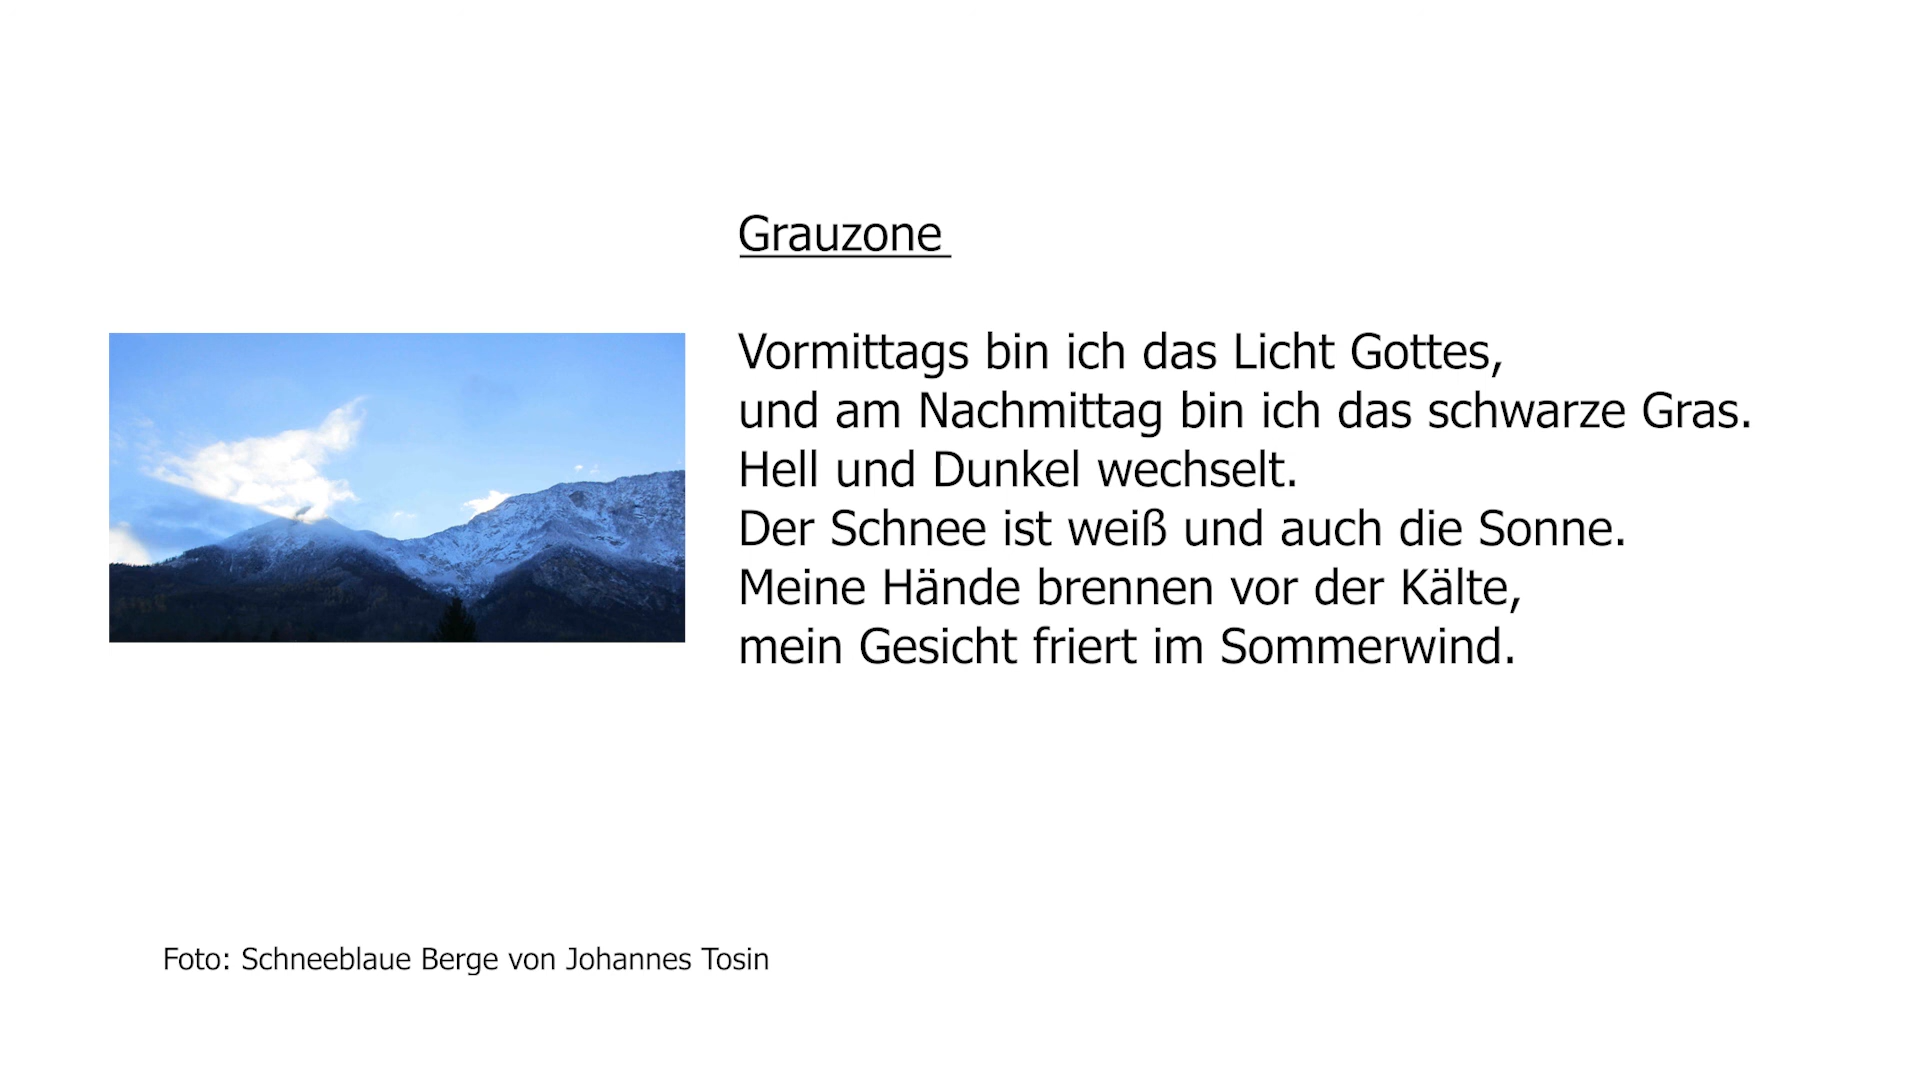 Grauzone
Vormittags bin ich das Licht Gottes,
und am Nachmittag bin ich das schwarze Gras.
Hell und Dunkel wechselt.
Der Schnee ist weiß und auch die Sonne.
Meine Hände brennen vor der Kälte,
mein Gesicht friert im Sommerwind.
Foto: Schneeblaue Berge von Johannes Tosin